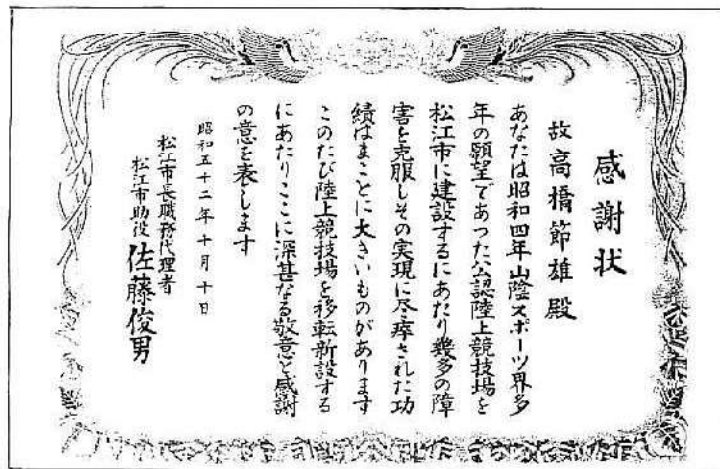 感謝状
故高橋節雄殿
あなたは昭和四年山陰スポーツ界多
年の願望であつた公認陸上競技場を
松江市に建設するにあたり幾多の障
害を克服しその実現に尽瘁された功
績はまことに大きいものがあります
このたび陸上競技場を移転新設する
にあたりここに深甚なる敬意と感謝
の意を表します
昭和五十二年十月十日
松江市長職務代理者
松江市助役 佐藤俊男